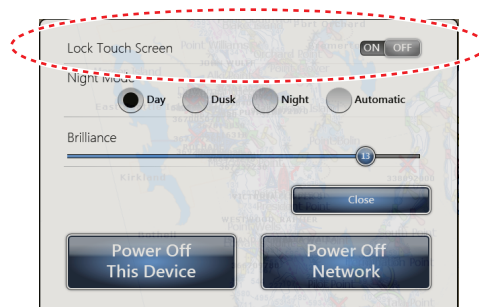 Lock Touch Screen ON OFF
Night Mode
Day Dusk Night Automatic
Brilliance
13
Kirkland
Close
Power Off Power Off
This Device Network